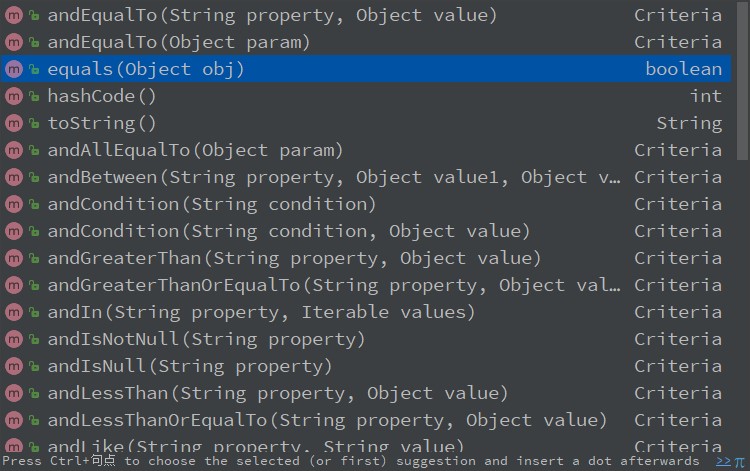 m andEqualTo(String property, Object value) Criteria
m andEqualTo(Object param) Criteria
m equals(Object obj) boolean
m hashCode() int
m toString() String
m andAllEqualTo(Object param) Criteria
m andBetween(String property, Object value1, Object v… Criteria
m andCondition(String condition) Criteria
m andCondition(String condition, Object value) Criteria
m andGreaterThan(String property, Object value) Criteria
m andGreaterThanOrEqualTo(String property, Object val… Criteria
m andIn(String property, Iterable values) Criteria
m andIsNotNull(String property) Criteria
m andIsNull(String property) Criteria
m andLessThan(String property, Object value) Criteria
m andLessThanOrEqualTo(String property, Object value) Criteria
m andLike(String property, String value) Criteria
Press Ctrl+句点 to choose the selected (or first) suggestion and insert a dot afterwards >> π